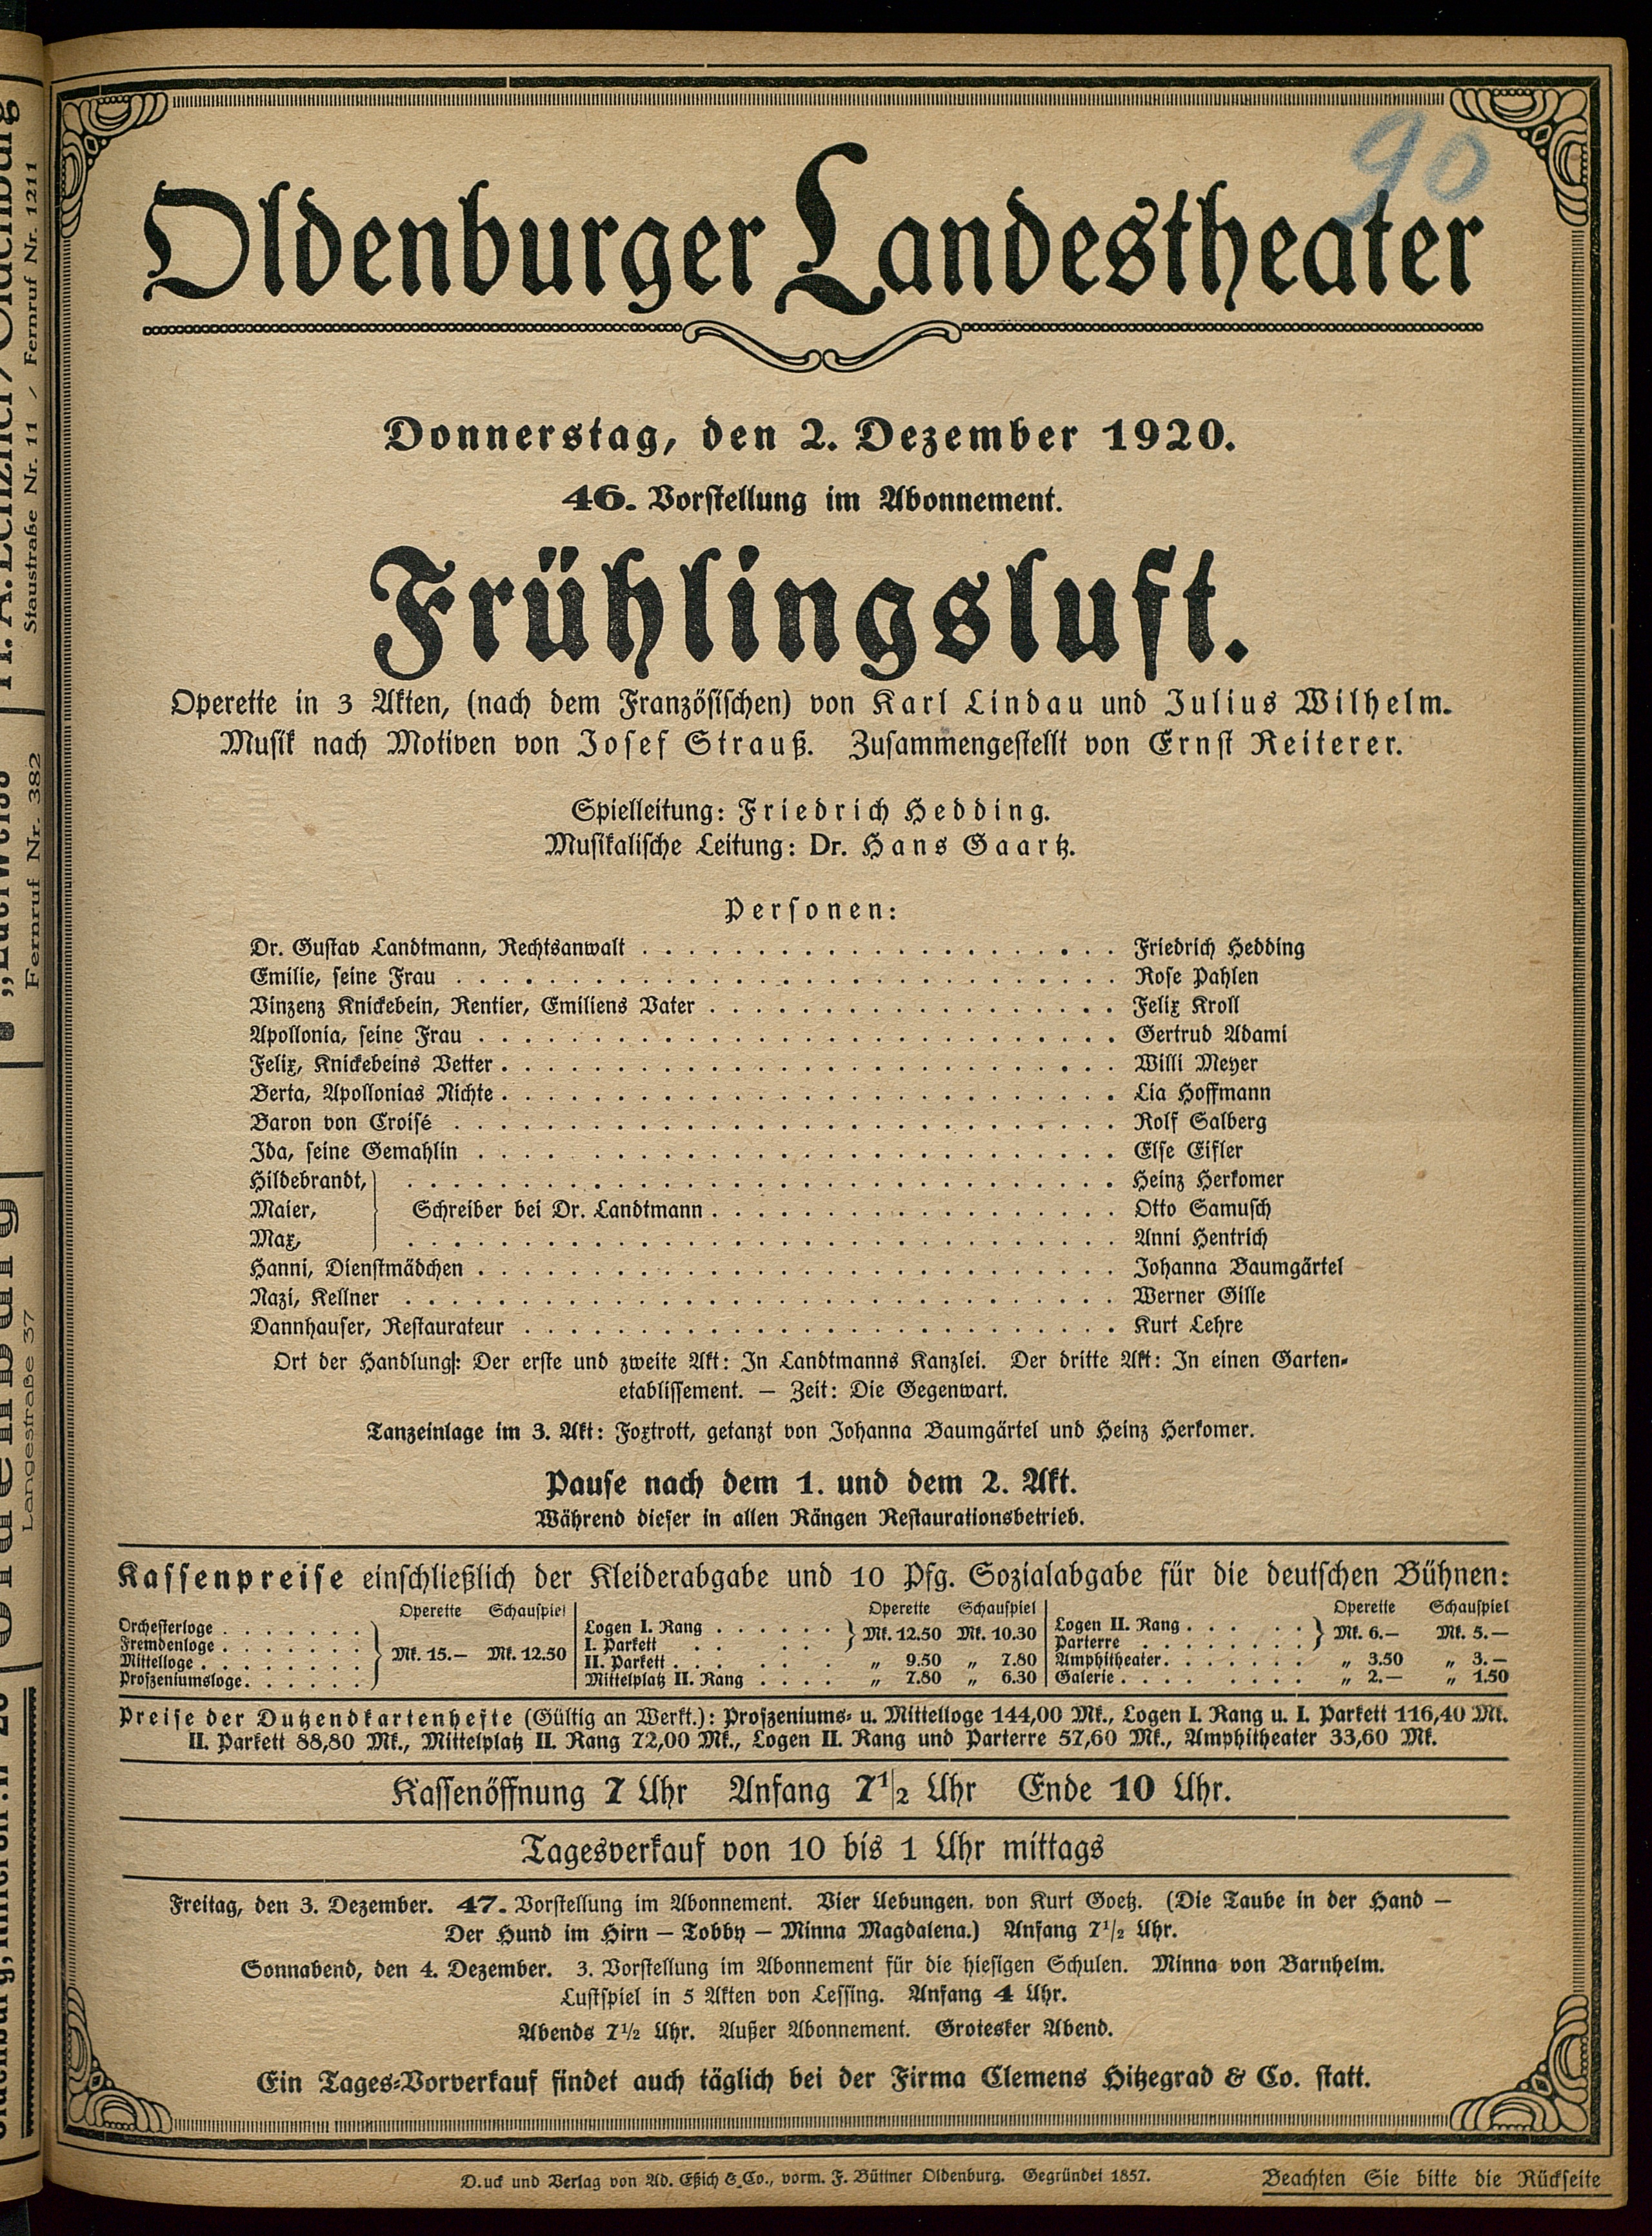 90
Oldenburger Landestheater
Donnerstag, den 2. Dezember 1920.
46. Vorstellung im Abonnement.
Frühlingsluft.
Operette in 3 Akten, (nach dem Französischen) von Karl Lindau und Julius Wilhelm.
Musik nach Motiven von Josef Strauß. Zusammengestellt von Ernst Reiterer.
Spielleitung: Friedrich Hedding.
Musikalische Leitung: Dr. Hans Gaartz.
Personen:
Dr. Gustav Landtmann, Rechtsanwalt . . . . . Friedrich Hedding
Emilie, seine Frau . . . . . Rose Pahlen
Vinzenz Knickebein, Rentier, Emiliens Vater . . . . . Felix Kroll
Apollonia, seine Frau . . . . . Gertrud Adami
Felix, Knickebeins Vetter . . . . . Willi Meyer
Berta, Apollonias Nichte . . . . . Lia Hoffmann
Baron von Croisé . . . . . Rolf Salberg
Ida, seine Gemahlin . . . . . Else Eifler
Hildebrandt, . . . . . Heinz Herkomer
Maier, Schreiber bei Dr. Landtmann . . . . . Otto Samusch
Max, . . . . . Anni Hentrich
Hanni, Dienstmädchen . . . . . Johanna Baumgärtel
Nazi, Kellner . . . . . Werner Gille
Dannhauser, Restaurateur . . . . . Kurt Lehre
Ort der Handlung: Der erste und zweite Akt: In Landtmanns Kanzlei. Der dritte Akt: In einen Garten-
etablissement. — Zeit: Die Gegenwart.
Tanzeinlage im 3. Akt: Foxtrott, getanzt von Johanna Baumgärtel und Heinz Herkomer.
Pause nach dem 1. und dem 2. Akt.
Während dieser in allen Rängen Restaurationsbetrieb.
Kassenpreise einschließlich der Kleiderabgabe und 10 Pfg. Sozialabgabe für die deutschen Bühnen:
Operette Schauspiel
Orchesterloge
Fremdenloge
Mittelloge
Proszeniumsloge
Mk. 15.— Mk. 12.50
Operette Schauspiel
Logen I. Rang
I. Parkett
Mk. 12.50 Mk. 10.30
II. Parkett . . . „ 9.50 „ 7.80
Mittelplatz II. Rang . . . . „ 7.80 „ 6.30
Operette Schauspiel
Logen II. Rang
Parterre
Mk. 6.— Mk. 5.—
Amphitheater . . . „ 3.50 „ 3.—
Galerie . . . . „ 2.— „ 1.50
Preise der Dutzendkartenhefte (Gültig an Werkt.): Proszeniums- u. Mittelloge 144,00 Mk., Logen I. Rang u. I. Parkett 116,40 Mk.
II. Parkett 88,80 Mk., Mittelplatz II. Rang 72,00 Mk., Logen II. Rang und Parterre 57,60 Mk., Amphitheater 33,60 Mk.
Kassenöffnung 7 Uhr Anfang 7 1/2 Uhr Ende 10 Uhr.
Tagesverkauf von 10 bis 1 Uhr mittags
Freitag, den 3. Dezember. 47. Vorstellung im Abonnement. Vier Uebungen. von Kurt Goetz. (Die Taube in der Hand —
Der Hund im Hirn — Tobby — Minna Magdalena.) Anfang 7 1/2 Uhr.
Sonnabend, den 4. Dezember. 3. Vorstellung im Abonnement für die hiesigen Schulen. Minna von Barnhelm.
Lustspiel in 5 Akten von Lessing. Anfang 4 Uhr.
Abends 7 1/2 Uhr. Außer Abonnement. Grotesker Abend.
Ein Tages-Vorverkauf findet auch täglich bei der Firma Clemens Hitzegrad & Co. statt.
D.uck und Verlag von Ad. Eßich & Co., vorm. F. Büttner Oldenburg. Gegründet 1857.
Beachten Sie bitte die Rückseite
Staustraße Nr. 11 / Fernruf Nr. 1211
Fernruf Nr. 382
Langestraße 37